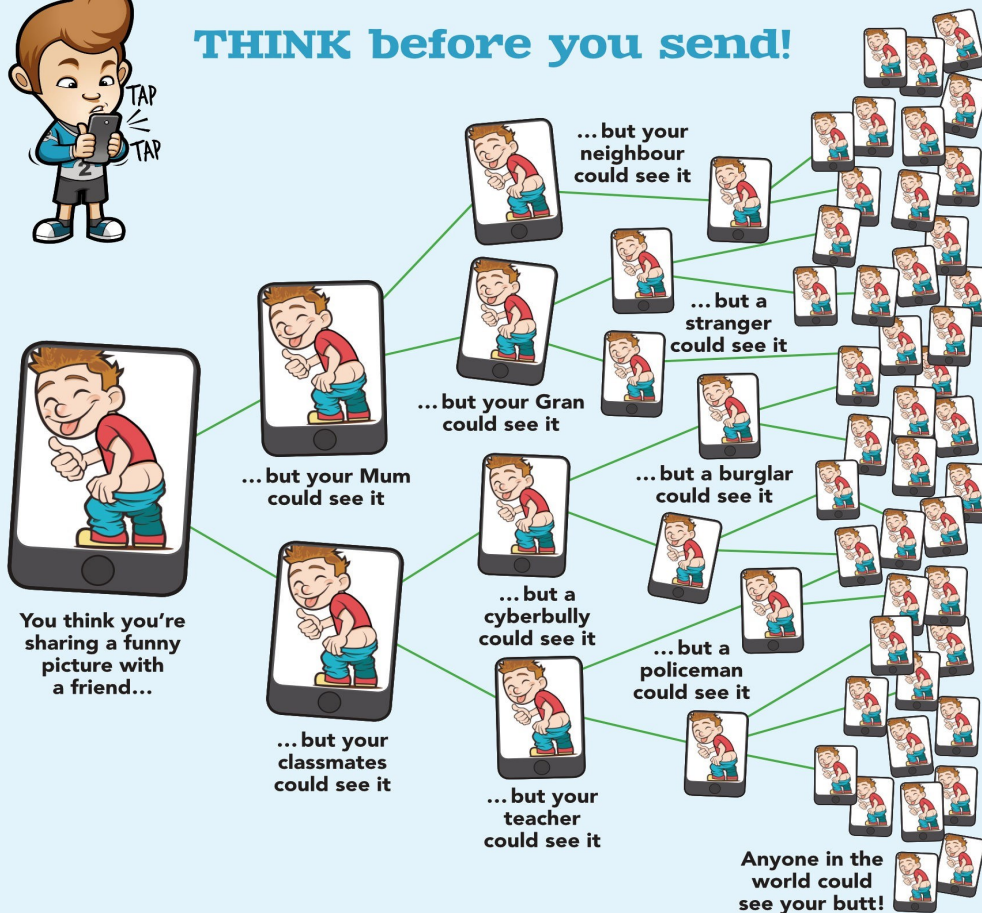 THINK before you send!
TAP
TAP
2
You think you’re
sharing a funny
picture with
a friend…
…but your Mum
could see it
…but your
classmates
could see it
…but your
neighbour
could see it
…but your Gran
could see it
…but a
cyberbully
could see it
…but your
teacher
could see it
…but a
stranger
could see it
…but a burglar
could see it
…but a
policeman
could see it
Anyone in the
world could
see your butt!